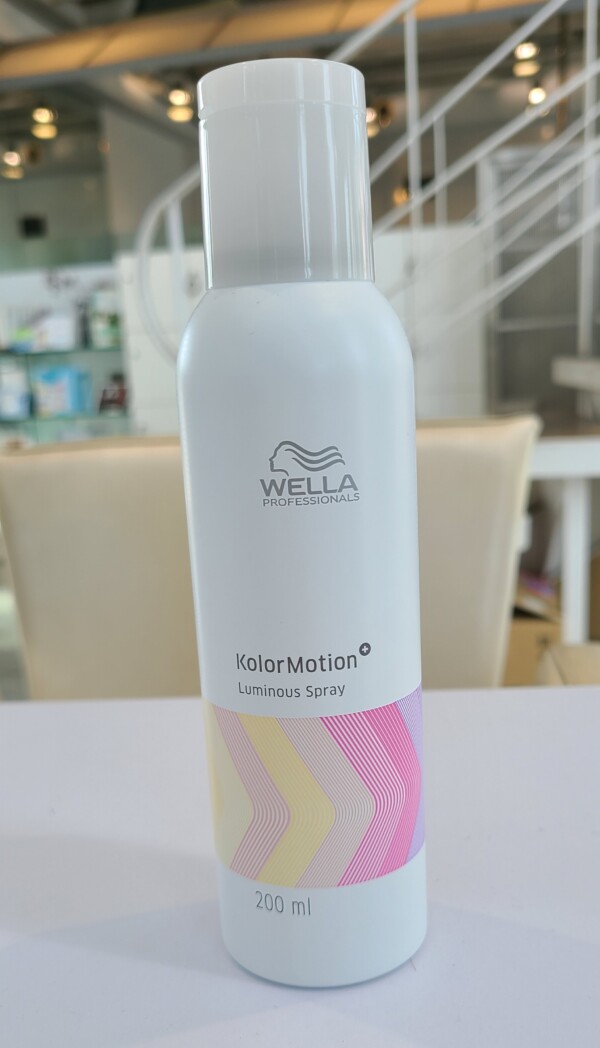 WELLA
PROFESSIONALS
KolorMotion+
Luminous Spray
200 ml